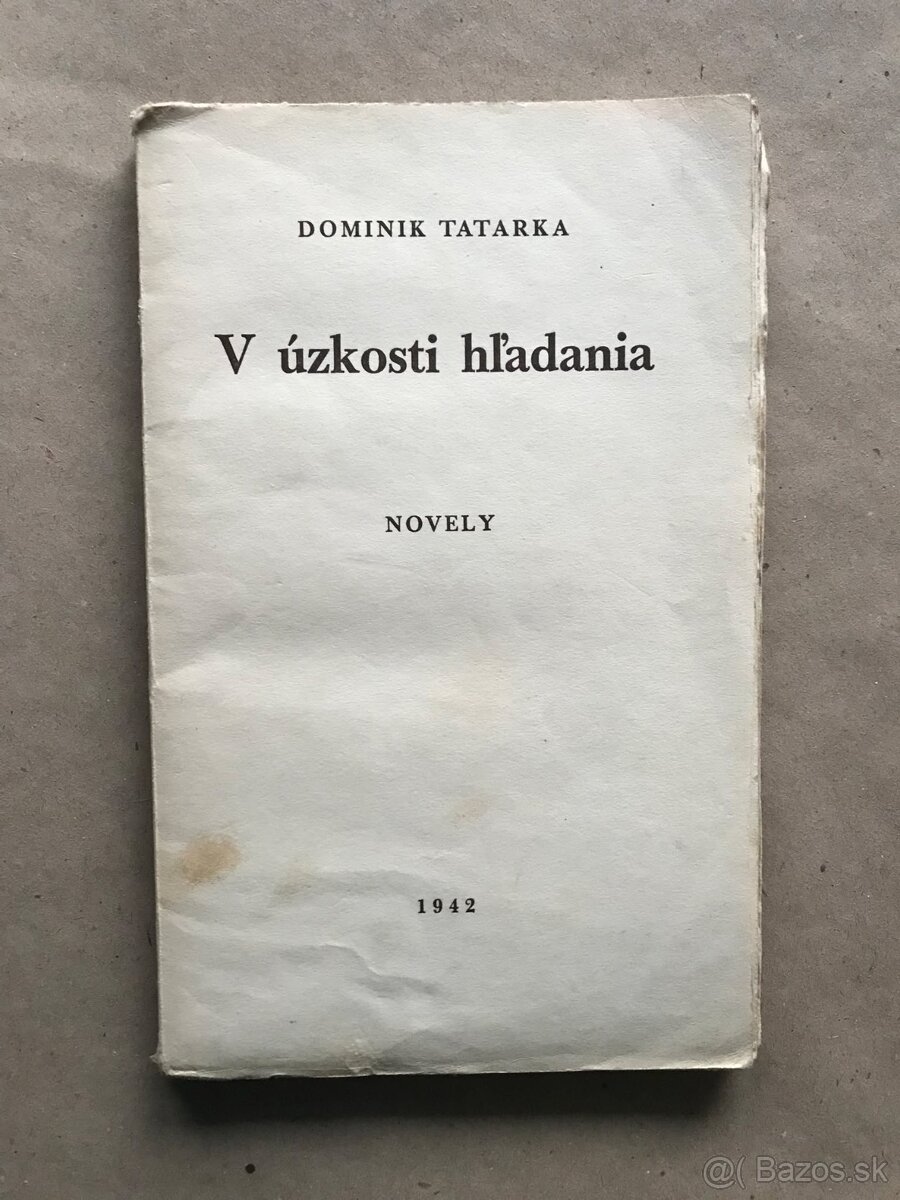 DOMINIK TATARKA
V úzkosti hľadania
NOVELY
1942
@( Bazos.sk